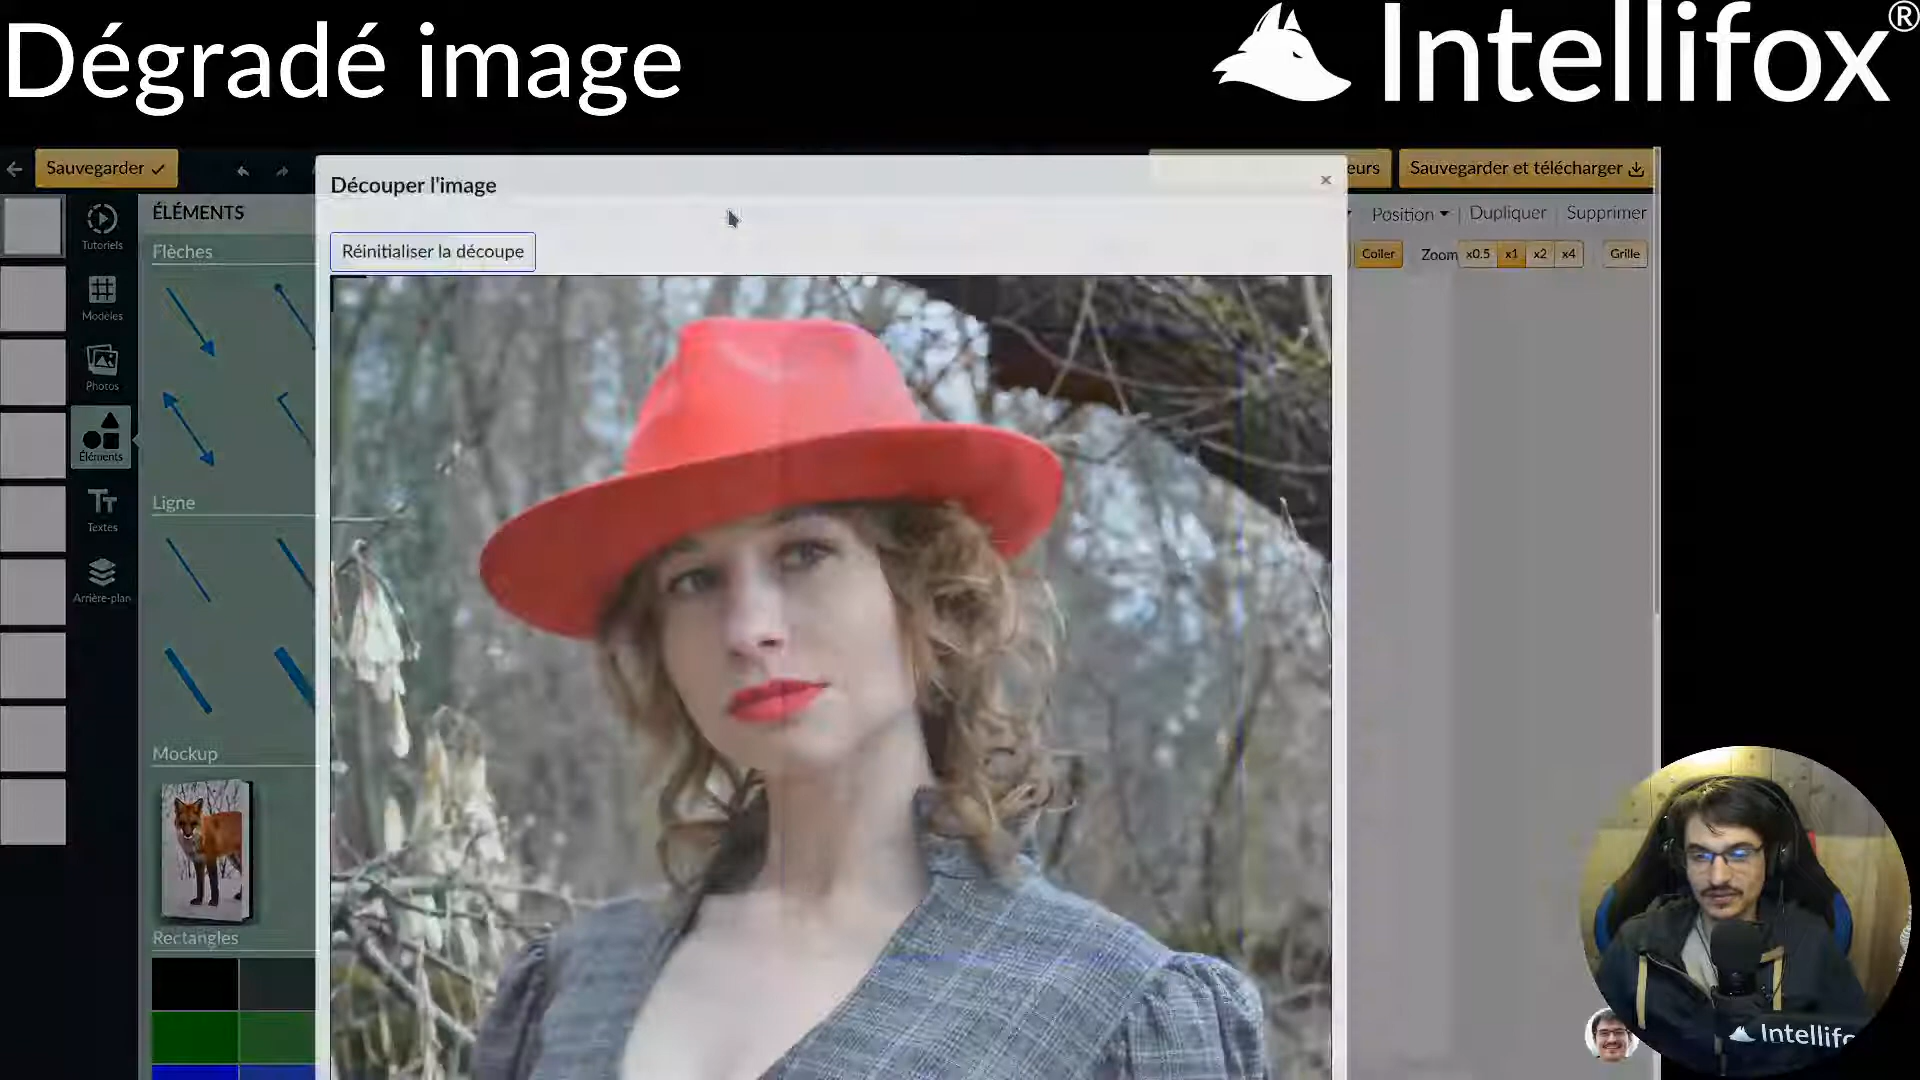 Dégradé image
Intellifox®
Sauvegarder
Découper l'image
eurs
Sauvegarder et télécharger
Tutoriels
ÉLÉMENTS
Position
Dupliquer
Supprimer
Flèches
Réinitialiser la découpe
Coller
Zoom
x0.5
x1
x2
x4
Grille
Modèles
Photos
Éléments
Ligne
Textes
Arrière-plan
Mockup
Rectangles
Intellifo